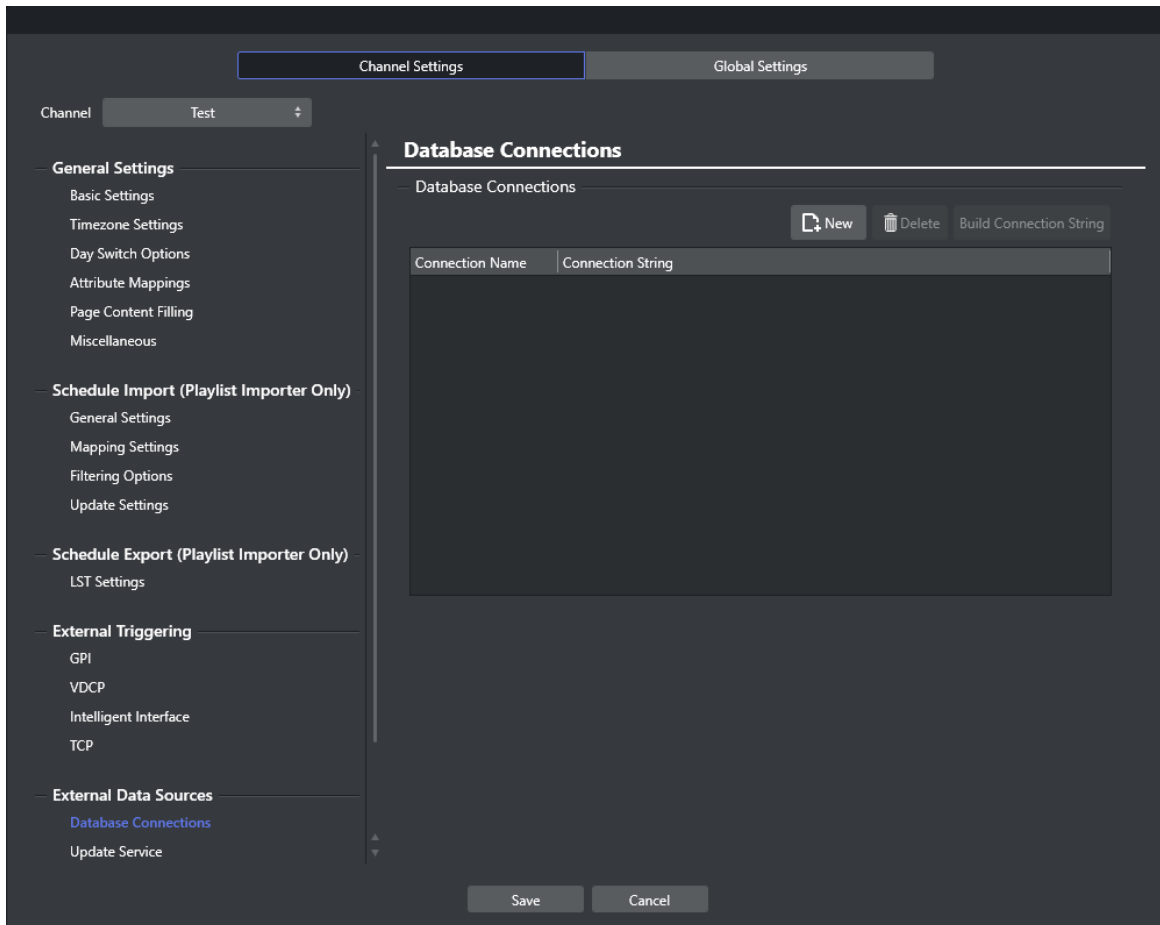 Channel Settings
Global Settings
Channel
Test
General Settings
Basic Settings
Timezone Settings
Day Switch Options
Attribute Mappings
Page Content Filling
Miscellaneous
Schedule Import (Playlist Importer Only)
General Settings
Mapping Settings
Filtering Options
Update Settings
Schedule Export (Playlist Importer Only)
LST Settings
External Triggering
GPI
VDCP
Intelligent Interface
TCP
External Data Sources
Database Connections
Update Service
Database Connections
Database Connections
New
Delete
Build Connection String
Connection Name
Connection String
Save
Cancel